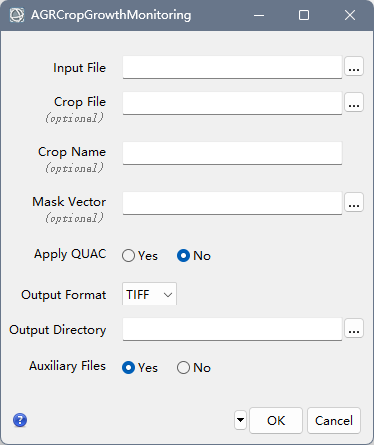 AGRCropGrowthMonitoring
Input File
...
Crop File
...
(optional)
Crop Name
(optional)
Mask Vector
...
(optional)
Apply QUAC Yes No
Output Format TIFF
Output Directory
...
Auxiliary Files Yes No
? OK Cancel